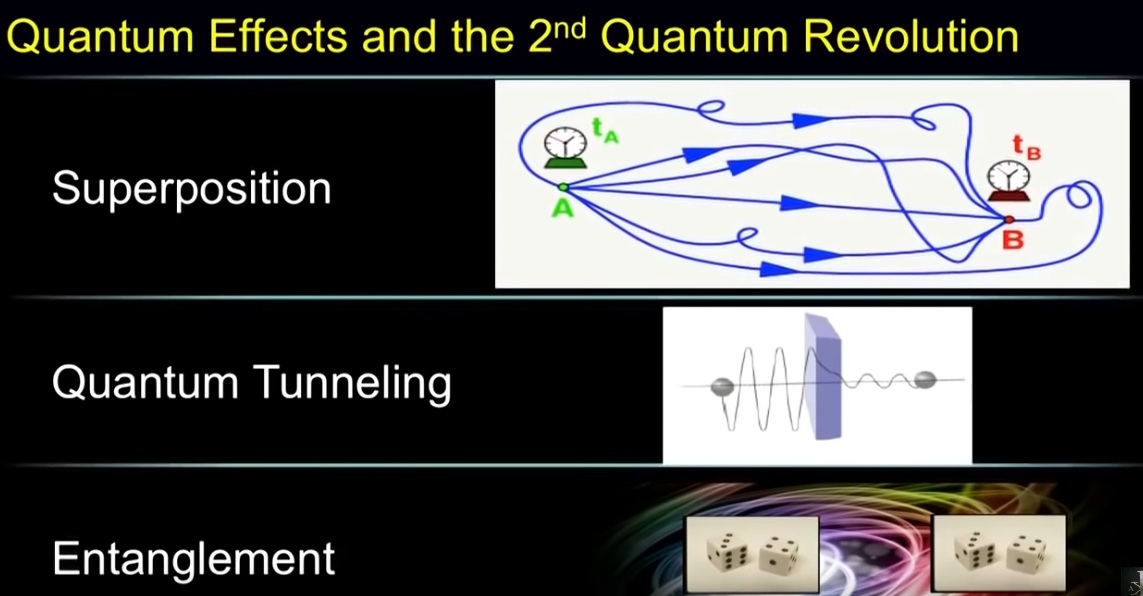 Quantum Effects and the 2nd Quantum Revolution
Superposition
tA
tB
A
B
Quantum Tunneling
Entanglement